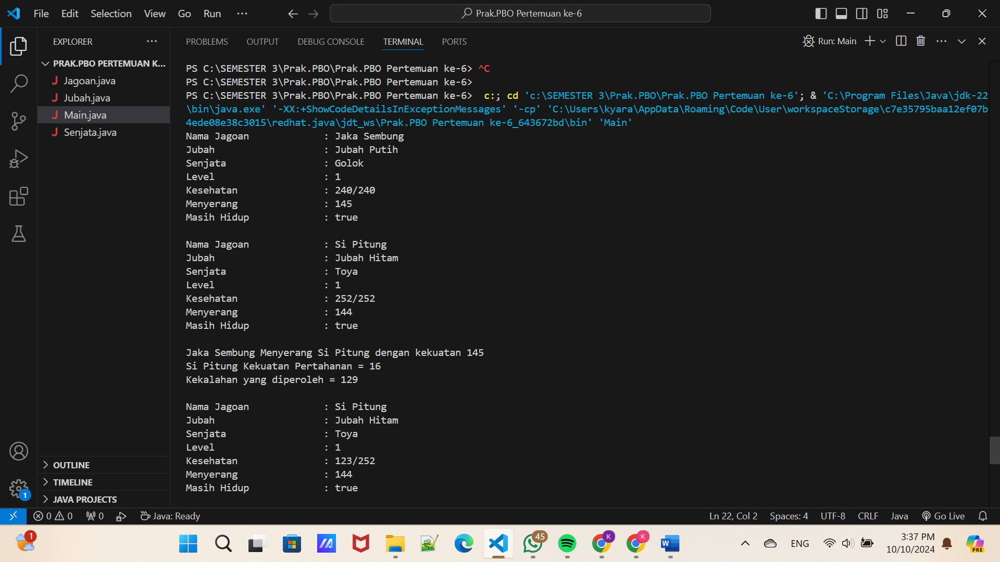 File Edit Selection View Go Run ··· Prak.PBO Pertemuan ke-6
EXPLORER ···
PRAK.PBO PERTEMUAN K...
Jagoan.java
Jubah.java
Main.java
Senjata.java
OUTLINE
TIMELINE
JAVA PROJECTS
1
PROBLEMS OUTPUT DEBUG CONSOLE TERMINAL PORTS Run: Main
PS C:\SEMESTER 3\Prak.PBO\Prak.PBO Pertemuan ke-6> ^C
PS C:\SEMESTER 3\Prak.PBO\Prak.PBO Pertemuan ke-6>
PS C:\SEMESTER 3\Prak.PBO\Prak.PBO Pertemuan ke-6>  c:; cd 'c:\SEMESTER 3\Prak.PBO\Prak.PBO Pertemuan ke-6'; & 'C:\Program Files\Java\jdk-22
\bin\java.exe' '-XX:+ShowCodeDetailsInExceptionMessages' '-cp' 'C:\Users\kyara\AppData\Roaming\Code\User\workspaceStorage\c7e35795baa12ef07b
4ede08e38c3015\redhat.java\jdt_ws\Prak.PBO Pertemuan ke-6_643672bd\bin' 'Main'
Nama Jagoan : Jaka Sembung
Jubah : Jubah Putih
Senjata : Golok
Level : 1
Kesehatan : 240/240
Menyerang : 145
Masih Hidup : true
Nama Jagoan : Si Pitung
Jubah : Jubah Hitam
Senjata : Toya
Level : 1
Kesehatan : 252/252
Menyerang : 144
Masih Hidup : true
Jaka Sembung Menyerang Si Pitung dengan kekuatan 145
Si Pitung Kekuatan Pertahanan = 16
Kekalahan yang diperoleh = 129
Nama Jagoan : Si Pitung
Jubah : Jubah Hitam
Senjata : Toya
Level : 1
Kesehatan : 123/252
Menyerang : 144
Masih Hidup : true
0 0 0 Java: Ready Ln 22, Col 2 Spaces: 4 UTF-8 CRLF Java Go Live
1 45 K K W ENG 3:37 PM PRE
10/10/2024